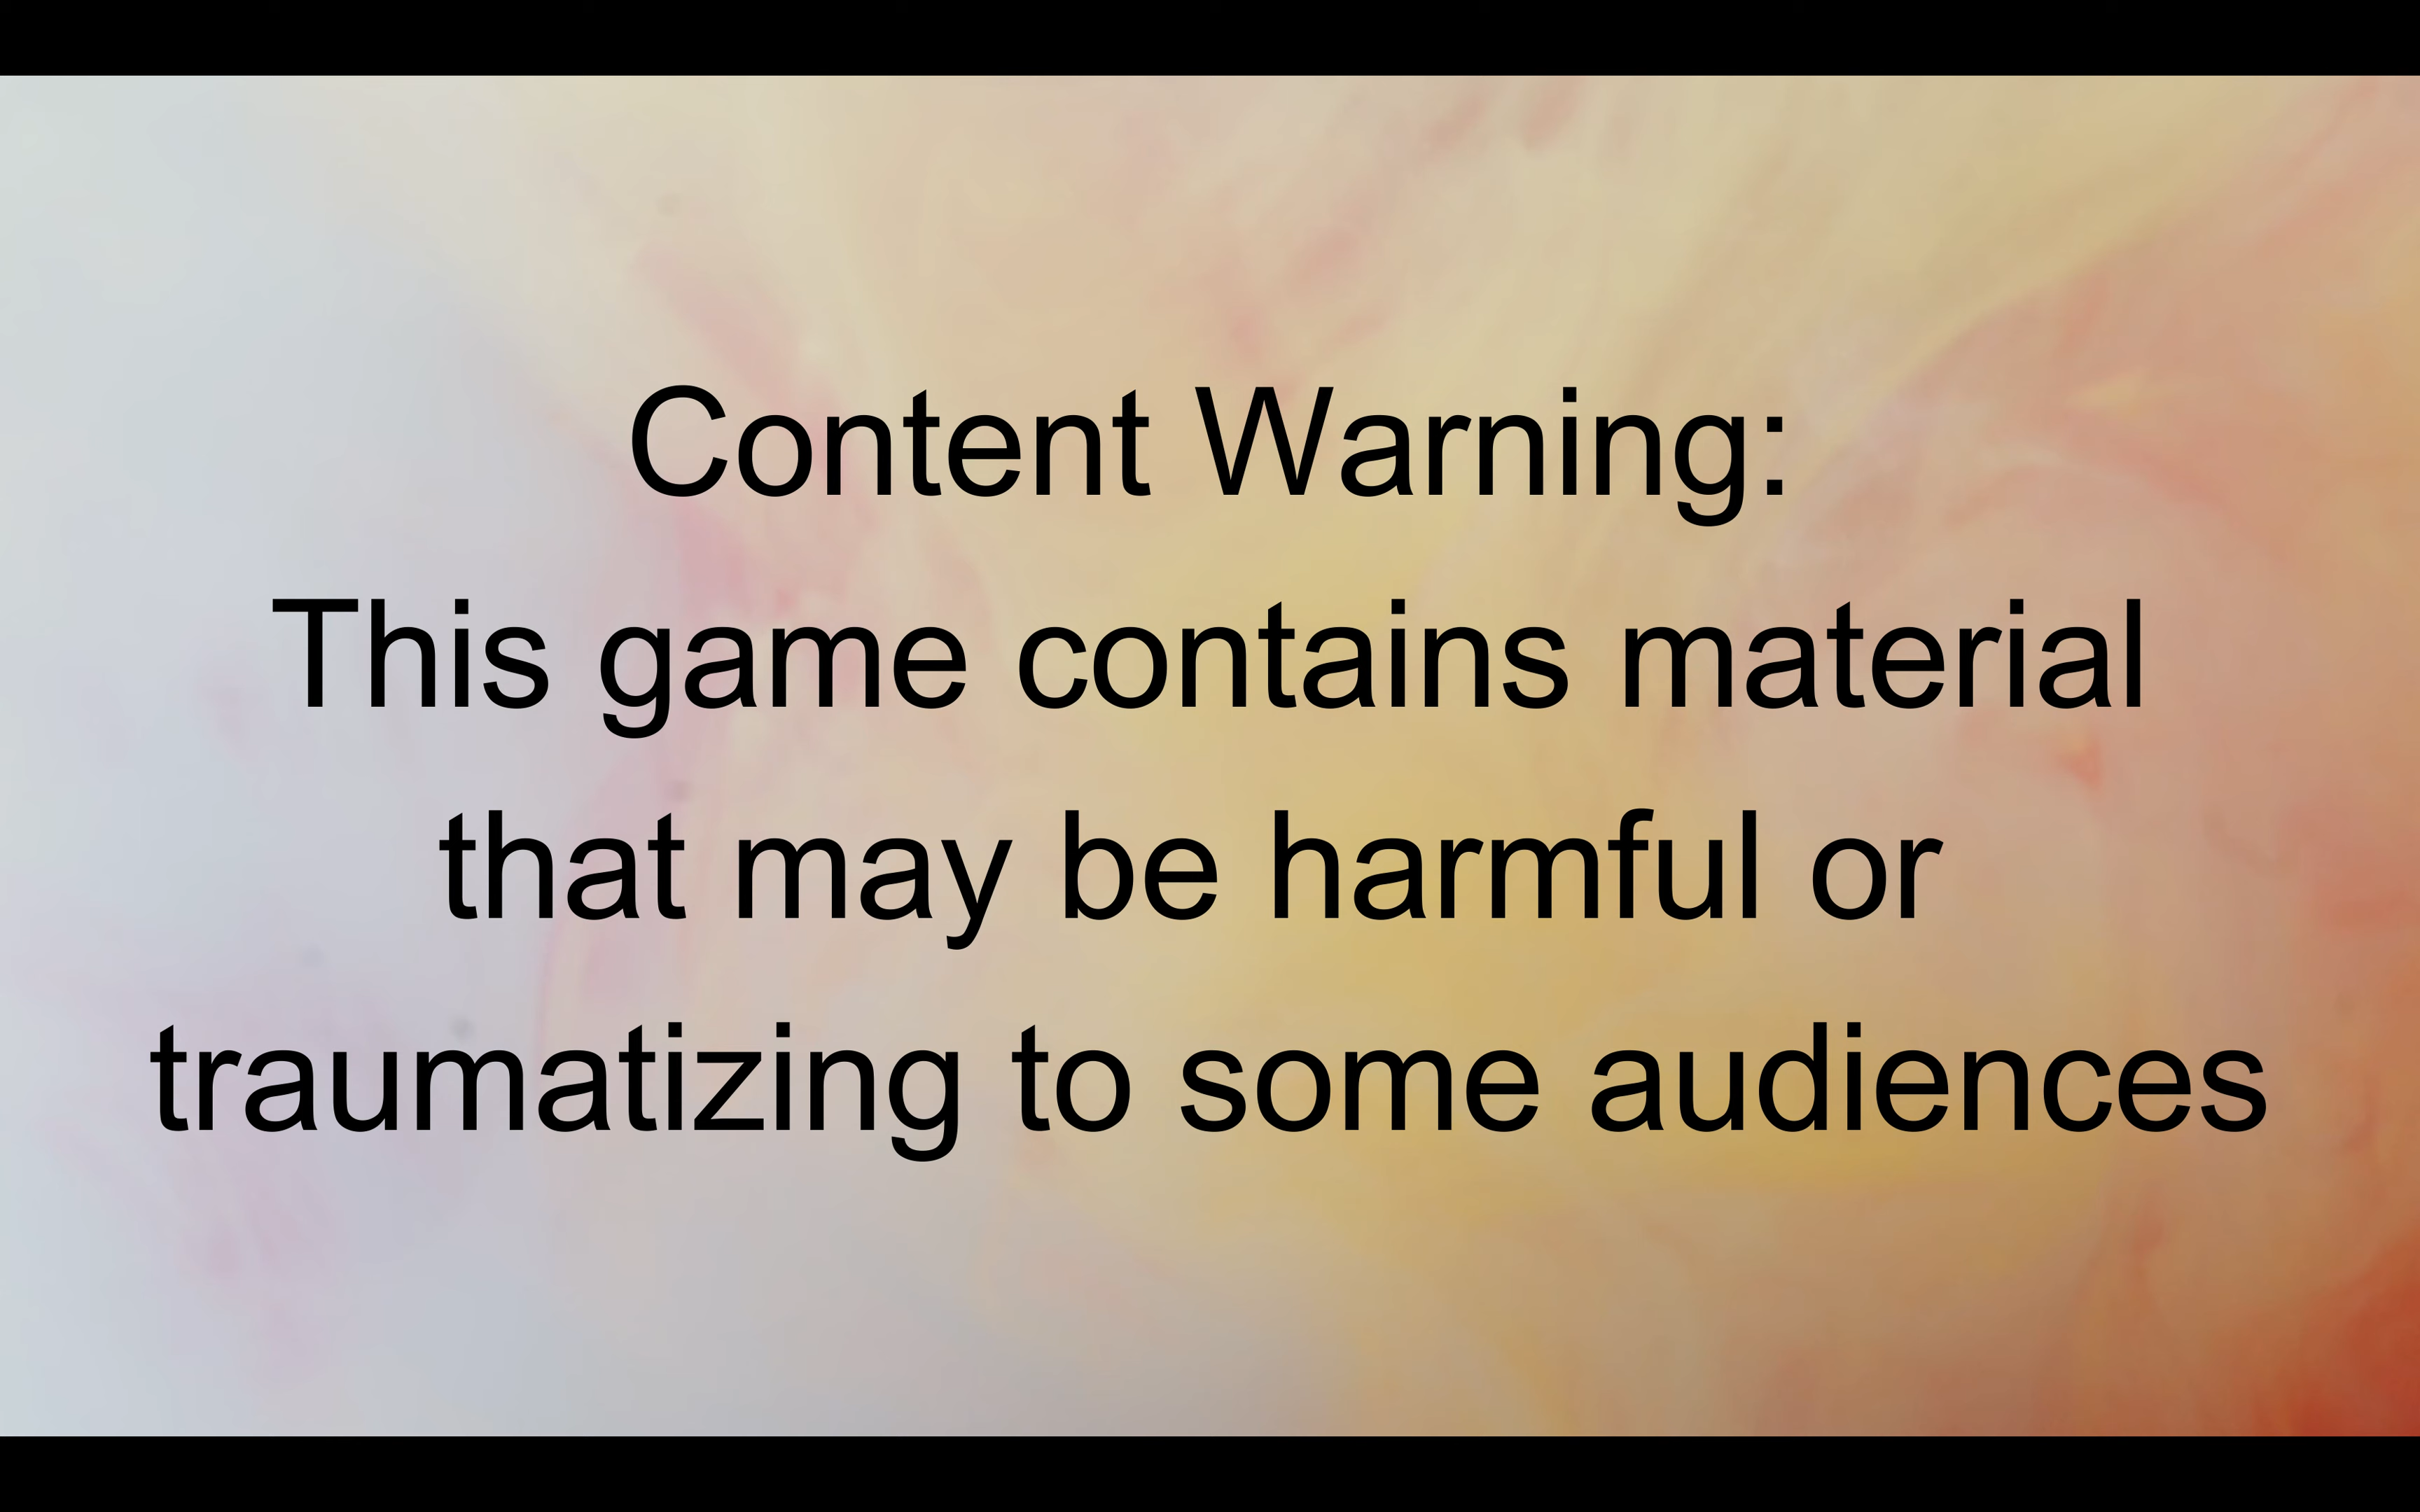 Content Warning:
This game contains material
that may be harmful or
traumatizing to some audiences